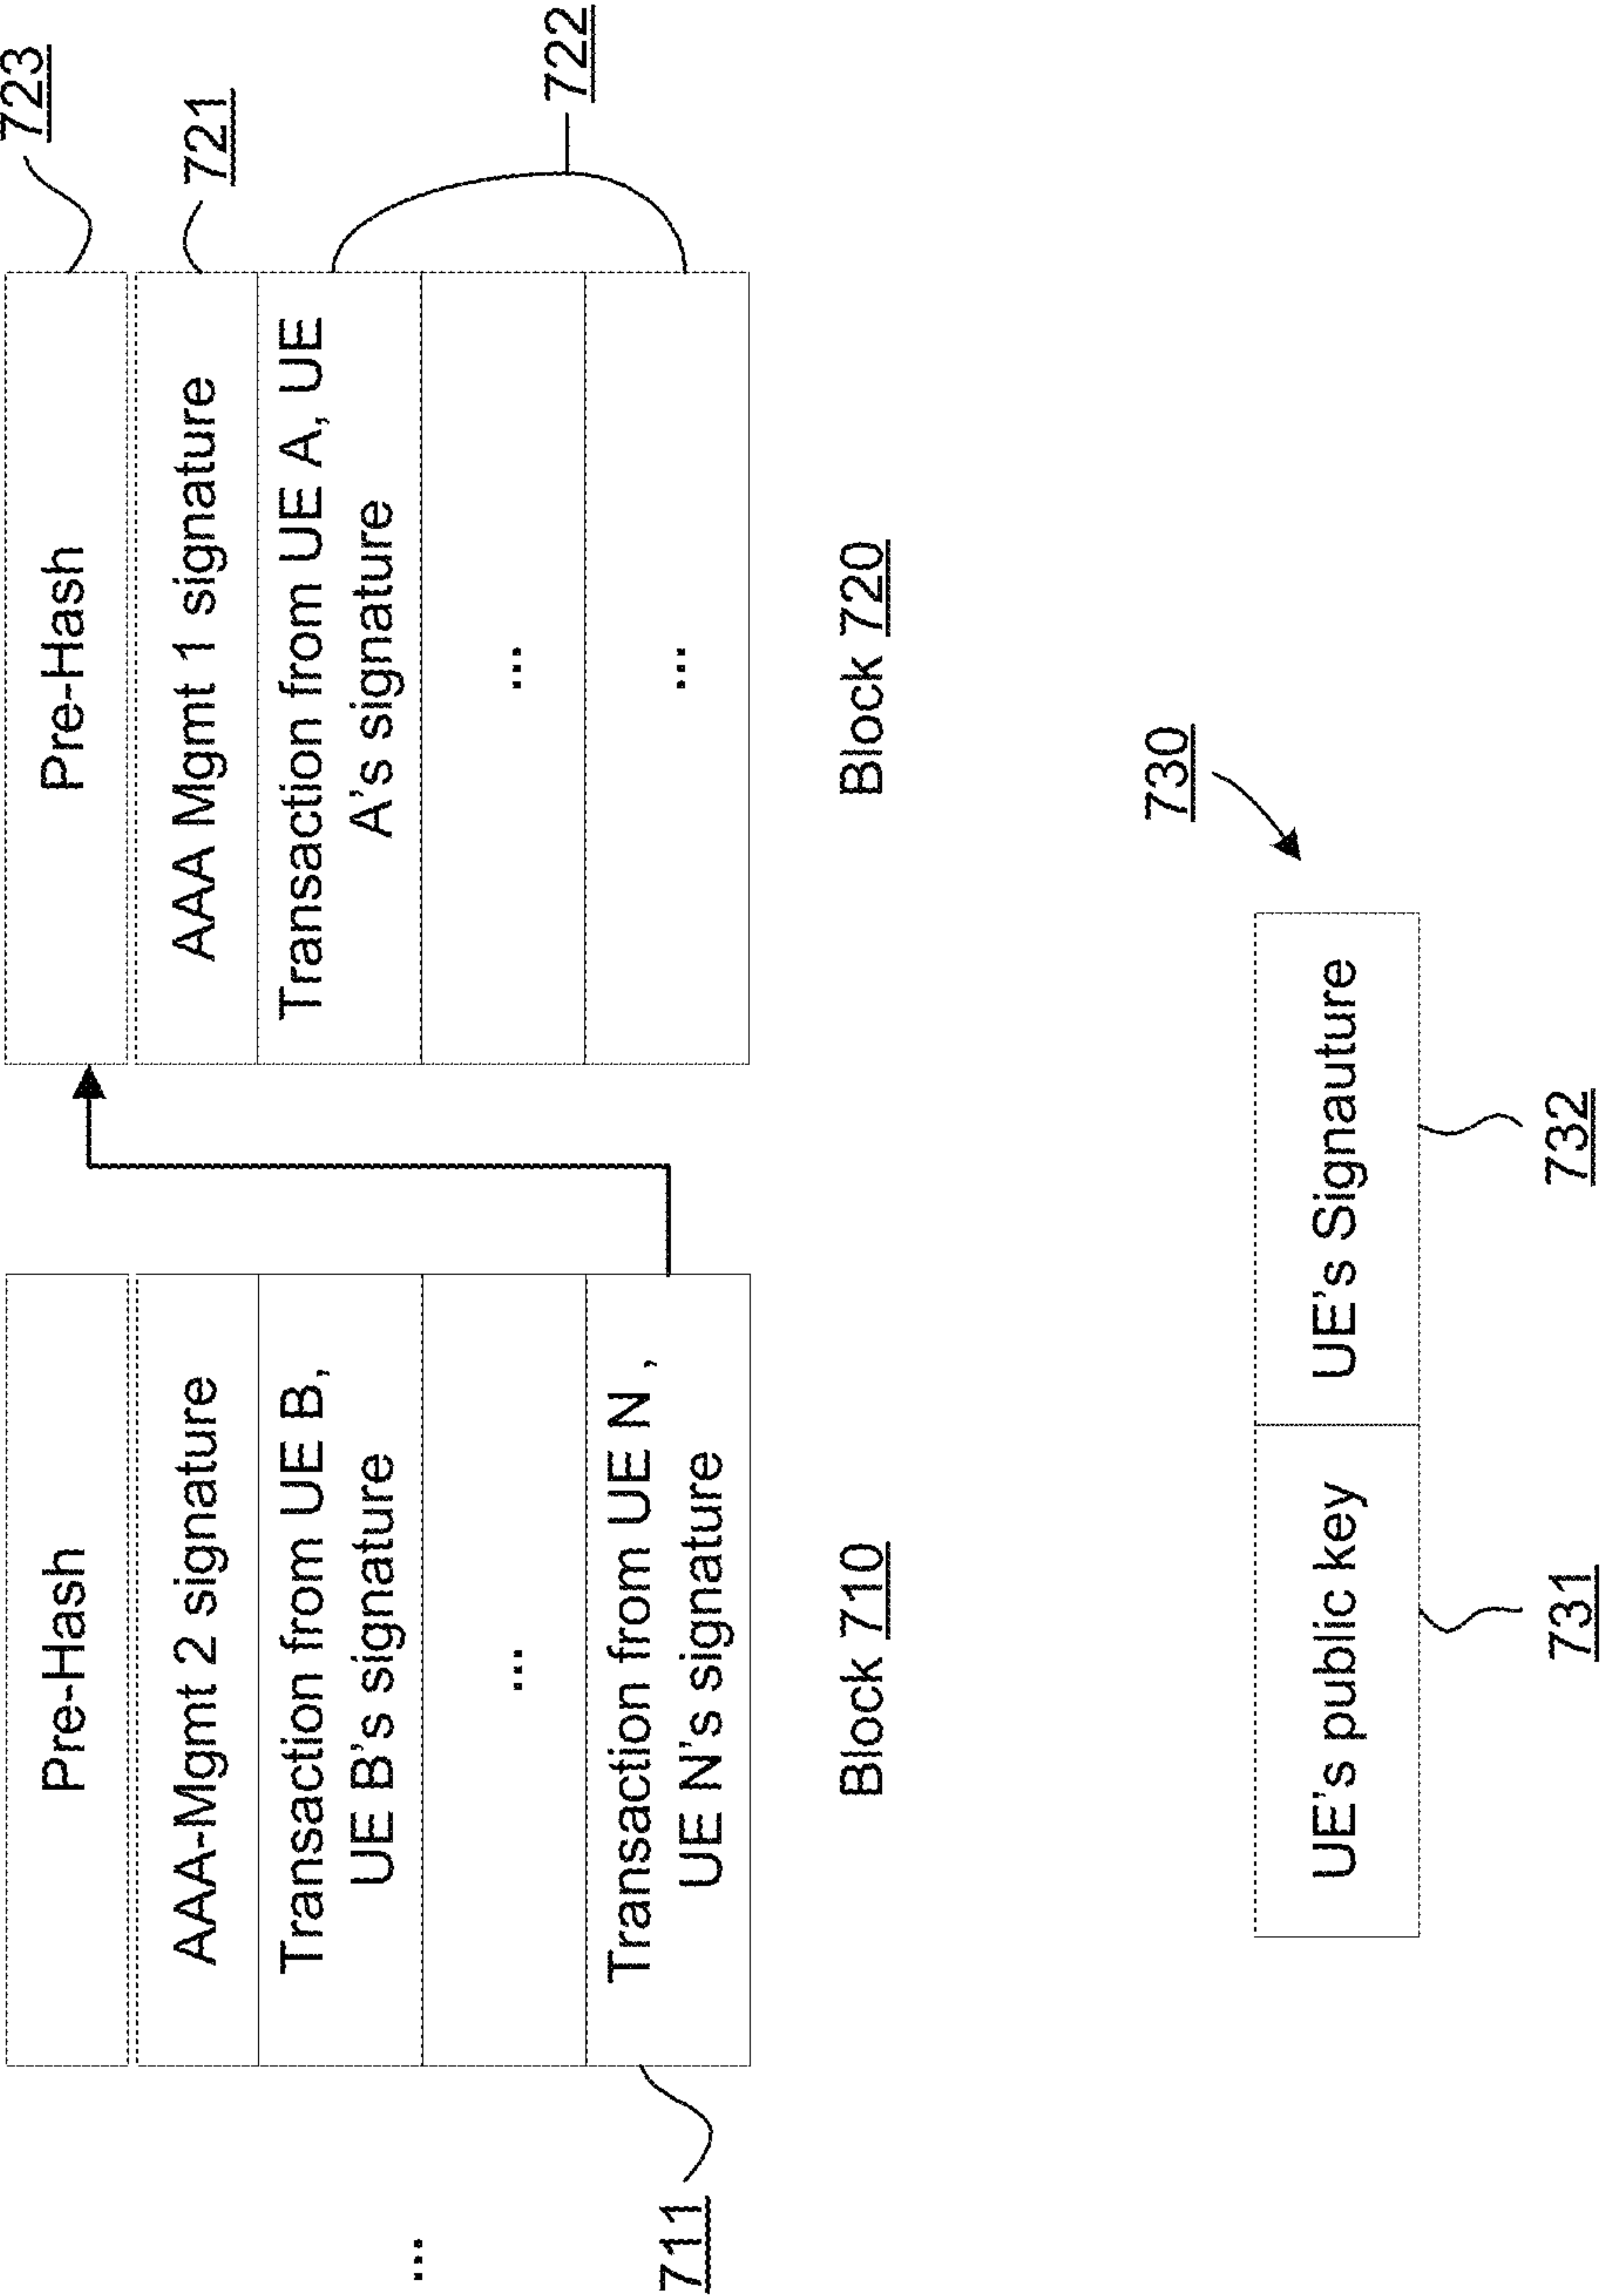 ...
711
Pre-Hash
AAA-Mgmt 2 signature
Transaction from UE B,
UE B's signature
...
Transaction from UE N ,
UE N's signature
Block 710
723
Pre-Hash
721
AAA Mgmt 1 signature
Transaction from UE A, UE
A's signature
...
...
722
Block 720
730
UE's public key
UE's Signauture
731
732